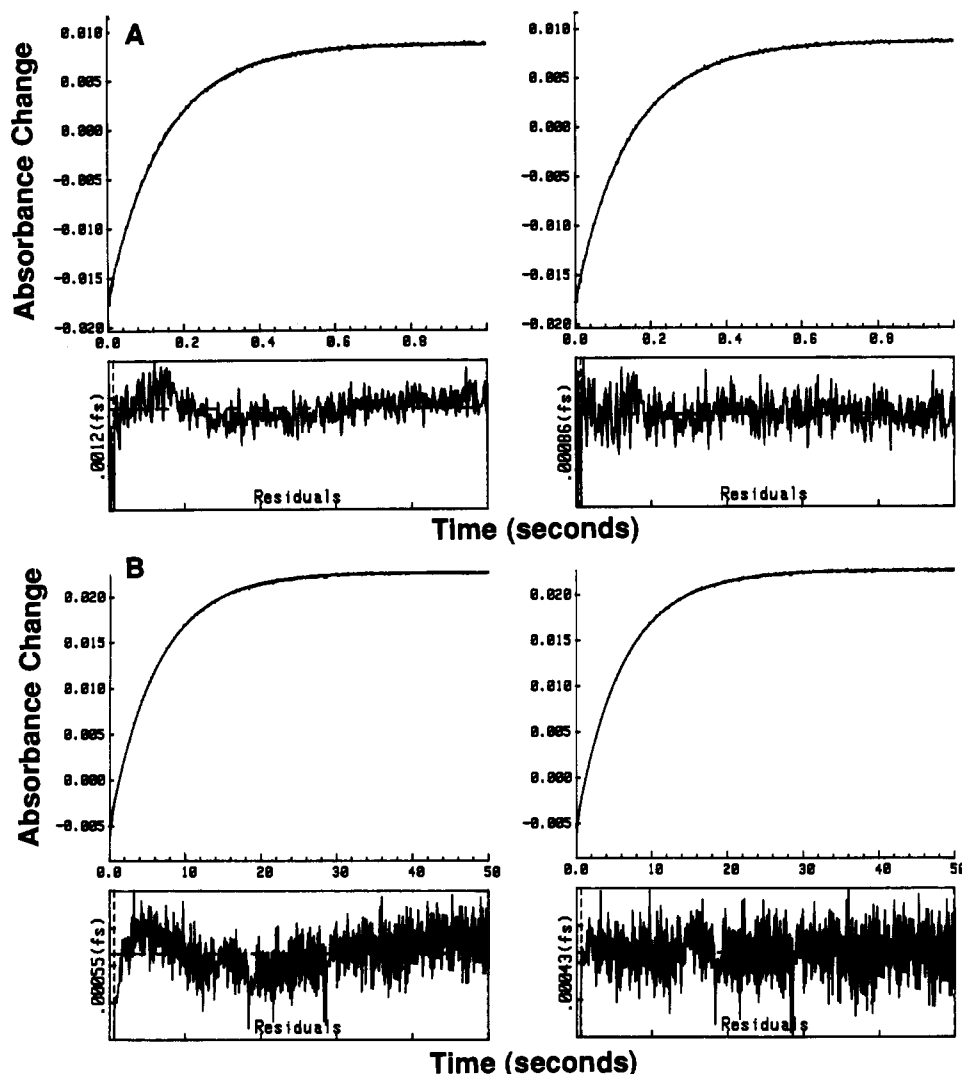 A
Absorbance Change
0.010
0.005
0.000
-0.005
-0.010
-0.015
-0.020
0.0 0.2 0.4 0.6 0.8
0.010
0.005
0.000
-0.005
-0.010
-0.015
-0.020
0.0 0.2 0.4 0.6 0.8
.0012(fs)
Residuals
.00086(fs)
Residuals
Time (seconds)
B
Absorbance Change
0.020
0.015
0.010
0.005
0.000
-0.005
0.0 10 20 30 40 50
0.020
0.015
0.010
0.005
0.000
-0.005
0.0 10 20 30 40 50
.00055(fs)
Residuals
.00043(fs)
Residuals
Time (seconds)